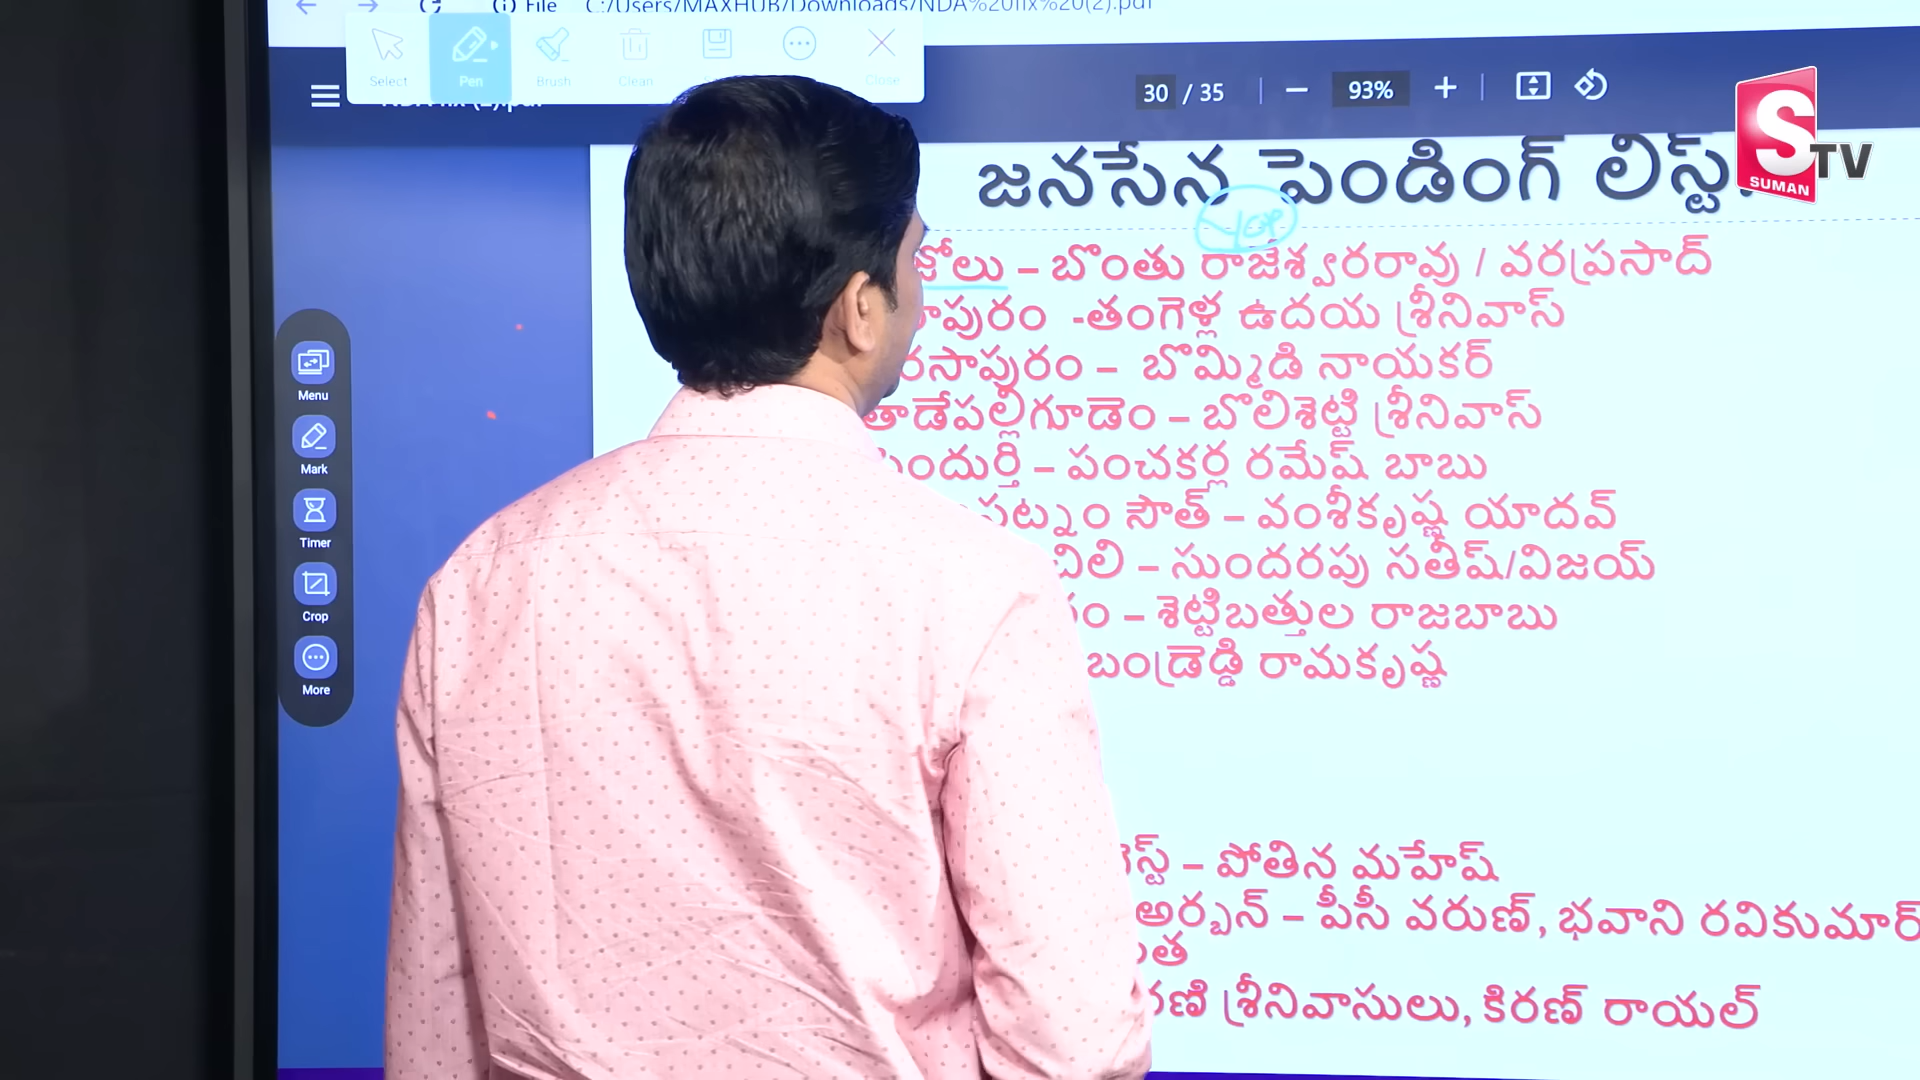 File C:/Users/MAXHUB/Downloads/NDA%20fix%20(2).pdf
Select Pen Brush Clean Close
30 / 35 93%
S TV
SUMAN
జనసేన పెండింగ్ లిస్ట్
– బొంతు రాజేశ్వరరావు / వరప్రసాద్
-తంగెళ్ల ఉదయ శ్రీనివాస్
– బొమ్మిడి నాయకర్
తాడేపల్లిగూడెం – బొలిశెట్టి శ్రీనివాస్
– పంచకర్ల రమేష్ బాబు
సౌత్ – వంశీకృష్ణ యాదవ్
– సుందరపు సతీష్/విజయ్
– శెట్టిబత్తుల రాజబాబు
బండ్రెడ్డి రామకృష్ణ
– పోతిన మహేష్
అర్బన్ – పీసీ వరుణ్, భవాని రవికుమార్
శ్రీనివాసులు, కిరణ్ రాయల్
Menu
Mark
Timer
Crop
More